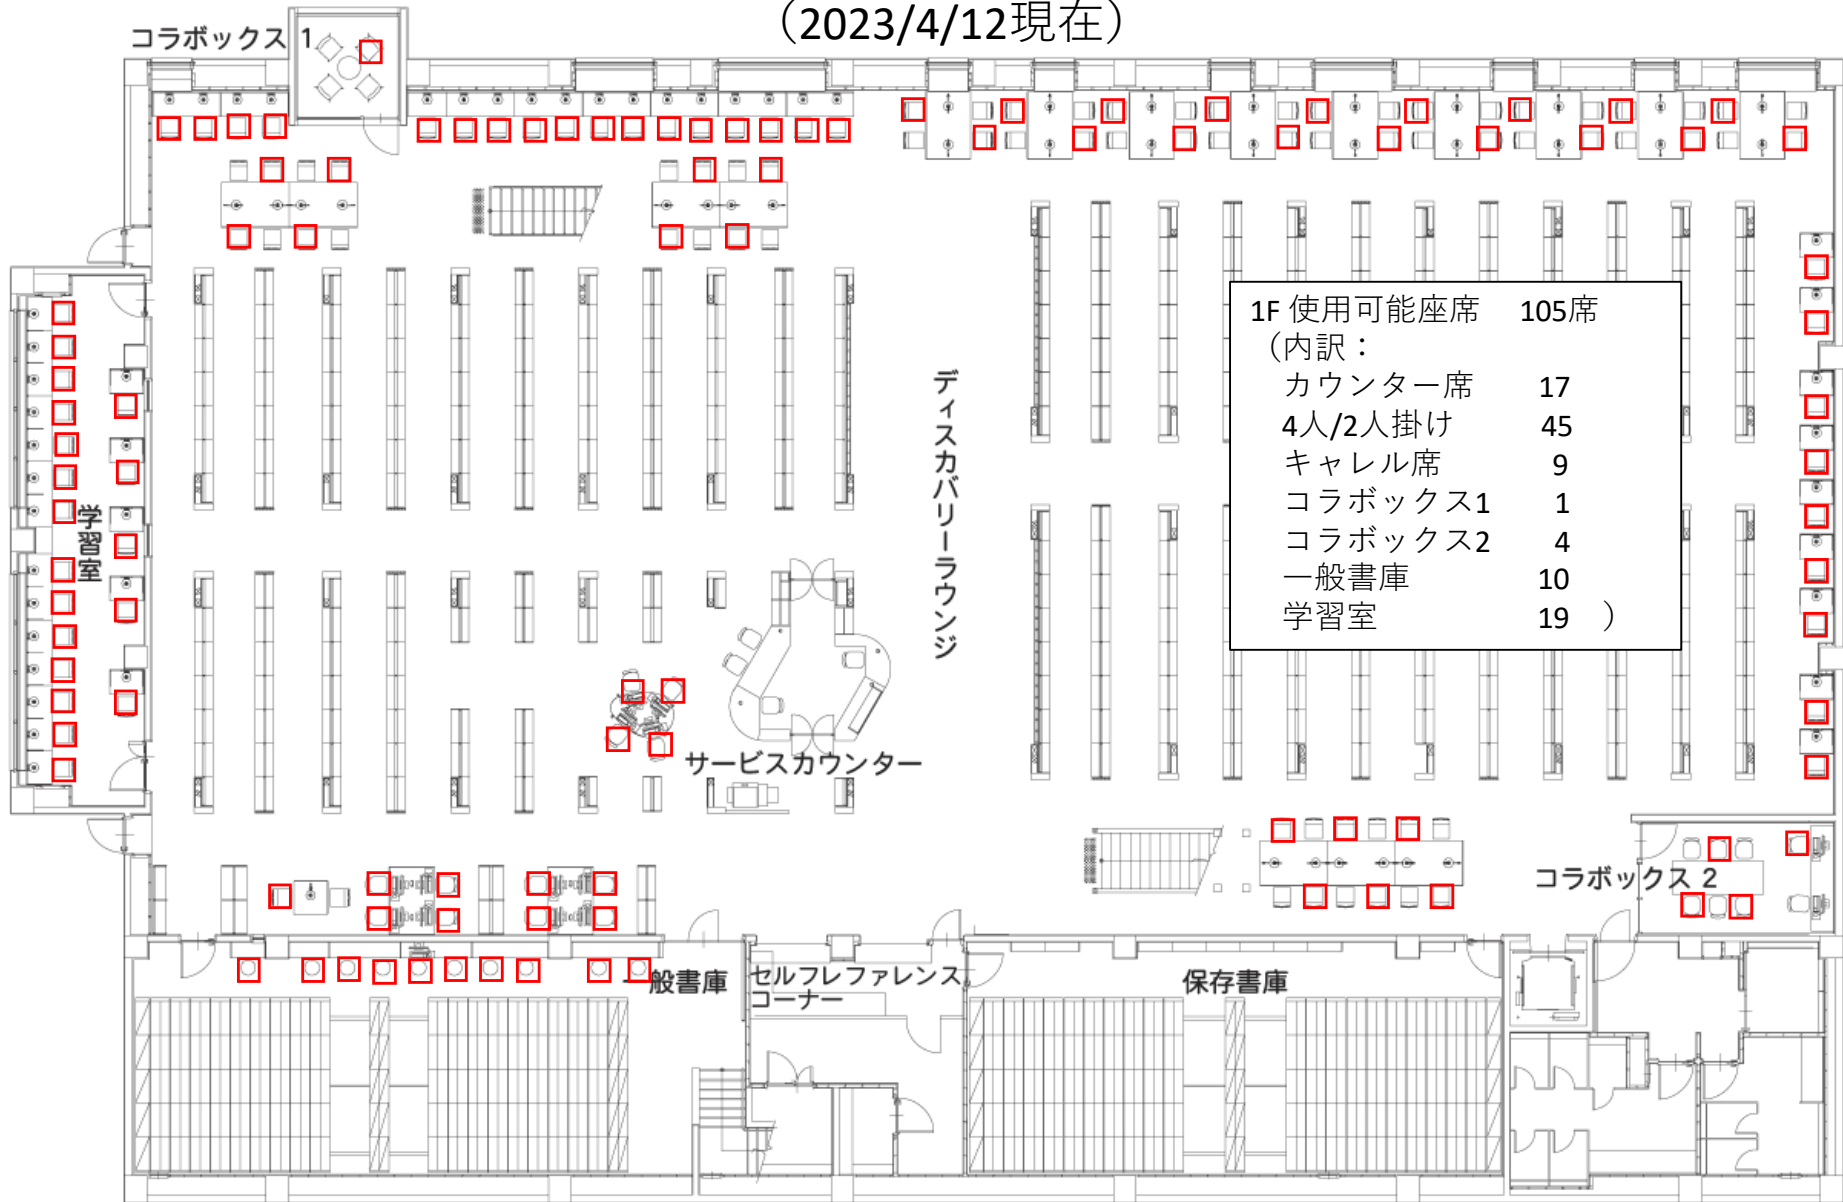 （2023/4/12現在）
コラボックス 1
1F 使用可能座席 105席
（内訳：
カウンター席 17
4人/2人掛け 45
キャレル席 9
コラボックス1 1
コラボックス2 4
一般書庫 10
学習室 19 ）
ディスカバリーラウンジ
学習室
サービスカウンター
コラボックス 2
一般書庫
セルフレファレンス
コーナー
保存書庫